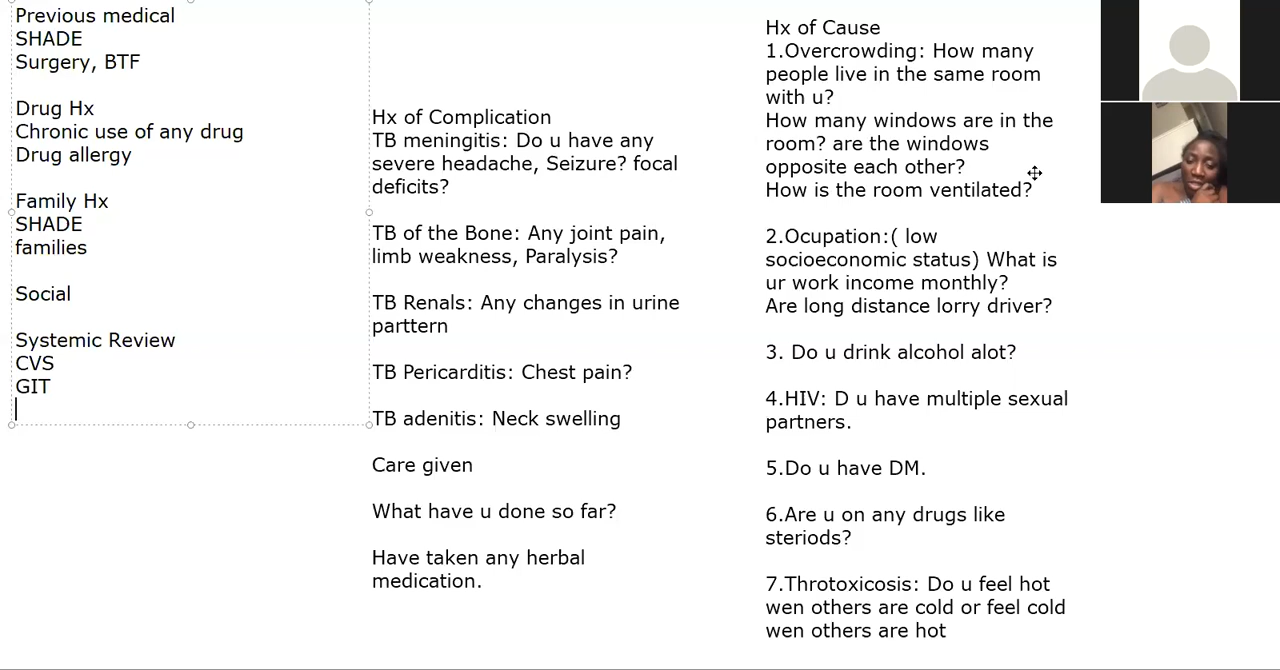 Previous medical
SHADE
Surgery, BTF
Drug Hx
Chronic use of any drug
Drug allergy
Family Hx
SHADE
families
Social
Systemic Review
CVS
GIT
Hx of Complication
TB meningitis: Do u have any
severe headache, Seizure? focal
deficits?
TB of the Bone: Any joint pain,
limb weakness, Paralysis?
TB Renals: Any changes in urine
parttern
TB Pericarditis: Chest pain?
TB adenitis: Neck swelling
Care given
What have u done so far?
Have taken any herbal
medication.
Hx of Cause
1.Overcrowding: How many
people live in the same room
with u?
How many windows are in the
room? are the windows
opposite each other?
How is the room ventilated?
2.Ocupation:( low
socioeconomic status) What is
ur work income monthly?
Are long distance lorry driver?
3. Do u drink alcohol alot?
4.HIV: D u have multiple sexual
partners.
5.Do u have DM.
6.Are u on any drugs like
steriods?
7.Throtoxicosis: Do u feel hot
wen others are cold or feel cold
wen others are hot